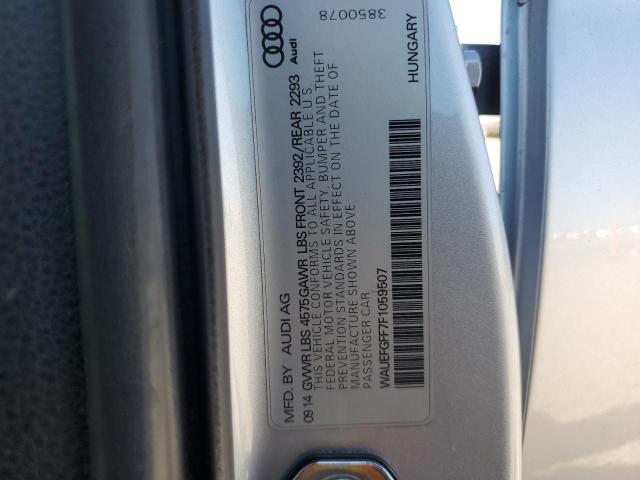 MFD. BY AUDI AG
09.14 GVWR LBS 4575 GAWR LBS FRONT 2392/REAR 2293
THIS VEHICLE CONFORMS TO ALL APPLICABLE U.S.
FEDERAL MOTOR VEHICLE SAFETY, BUMPER AND THEFT
PREVENTION STANDARDS IN EFFECT ON THE DATE OF
MANUFACTURE SHOWN ABOVE
PASSENGER CAR
WAUEFGFF7F1059507
Audi
3850078
HUNGARY